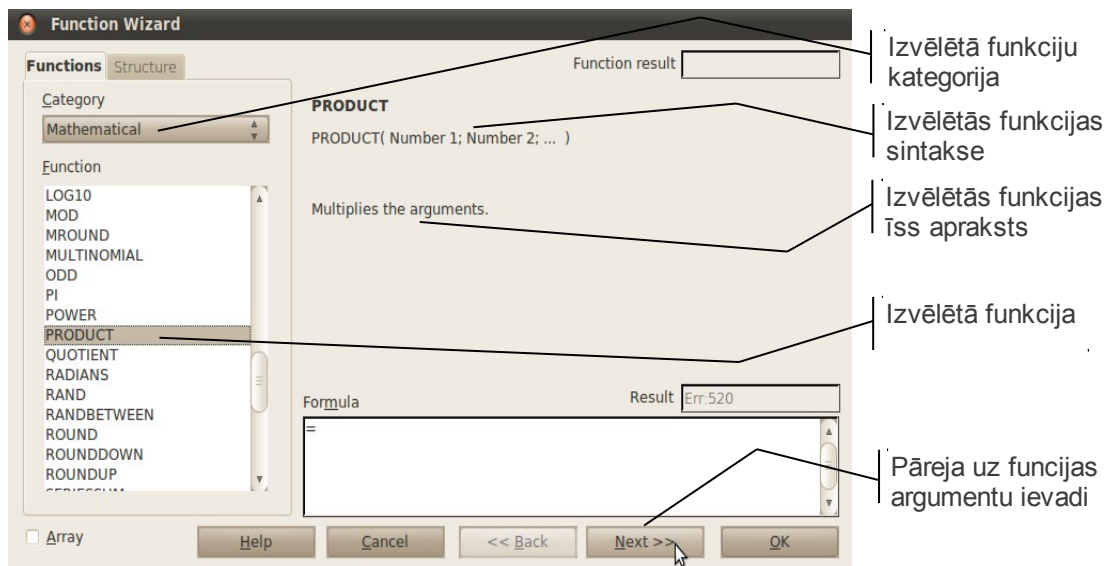 Function Wizard
Functions Structure
Function result
Category
Mathematical
Function
LOG10
MOD
MROUND
MULTINOMIAL
ODD
PI
POWER
PRODUCT
QUOTIENT
RADIANS
RAND
RANDBETWEEN
ROUND
ROUNDDOWN
ROUNDUP
SERIESSUM
PRODUCT
PRODUCT( Number 1; Number 2; ... )
Multiplies the arguments.
Formula
Result Err:520
=
Array
Help
Cancel
<< Back
Next >>
OK
Izvēlētā funkciju
kategorija
Izvēlētās funkcijas
sintakse
Izvēlētās funkcijas
īss apraksts
Izvēlētā funkcija
Pāreja uz funcijas
argumentu ievadi